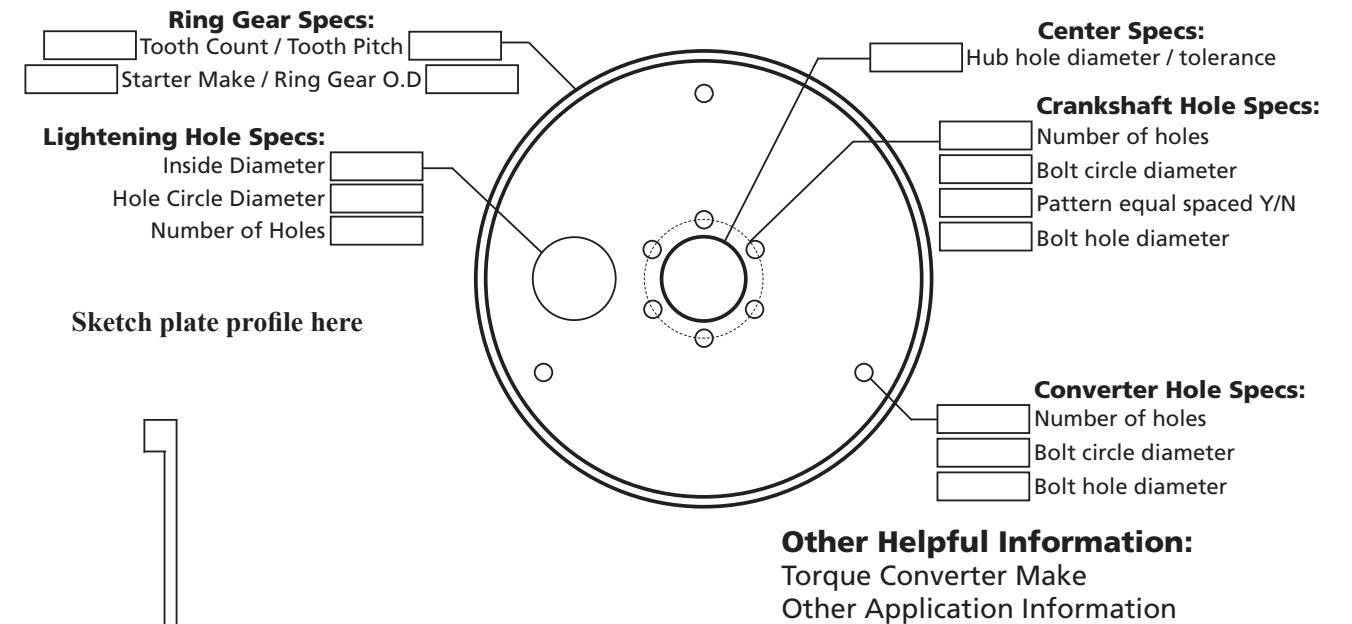 Ring Gear Specs:
Tooth Count / Tooth Pitch
Starter Make / Ring Gear O.D
Lightening Hole Specs:
Inside Diameter
Hole Circle Diameter
Number of Holes
Sketch plate profile here
Center Specs:
Hub hole diameter / tolerance
Crankshaft Hole Specs:
Number of holes
Bolt circle diameter
Pattern equal spaced Y/N
Bolt hole diameter
Converter Hole Specs:
Number of holes
Bolt circle diameter
Bolt hole diameter
Other Helpful Information:
Torque Converter Make
Other Application Information